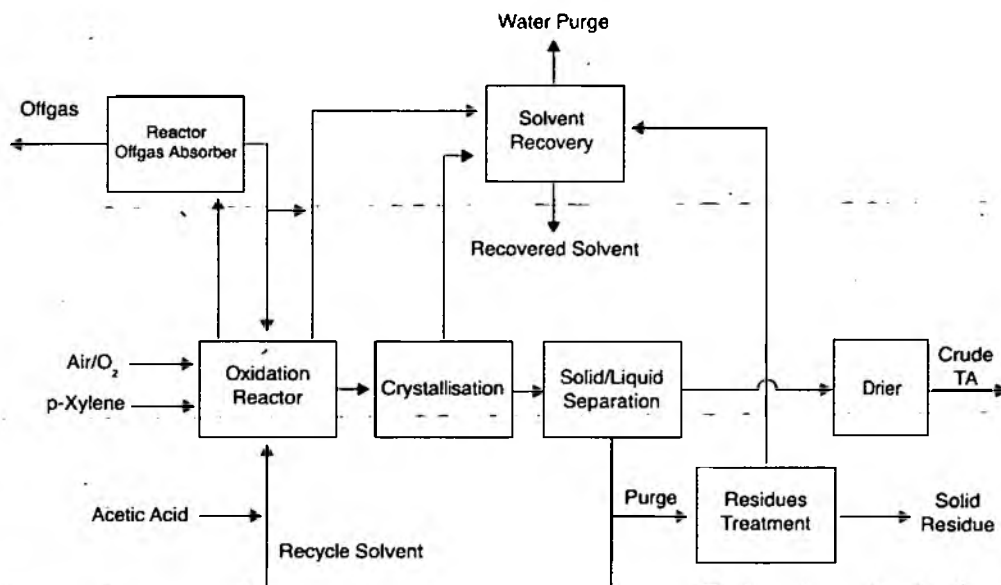 Water Purge
Offgas
Reactor
Offgas Absorber
Solvent
Recovery
Recovered Solvent
Air/O₂
p-Xylene
Oxidation
Reactor
Crystallisation
Solid/Liquid
Separation
Drier
Crude
TA
Acetic Acid
Recycle Solvent
Purge
Residues
Treatment
Solid
Residue